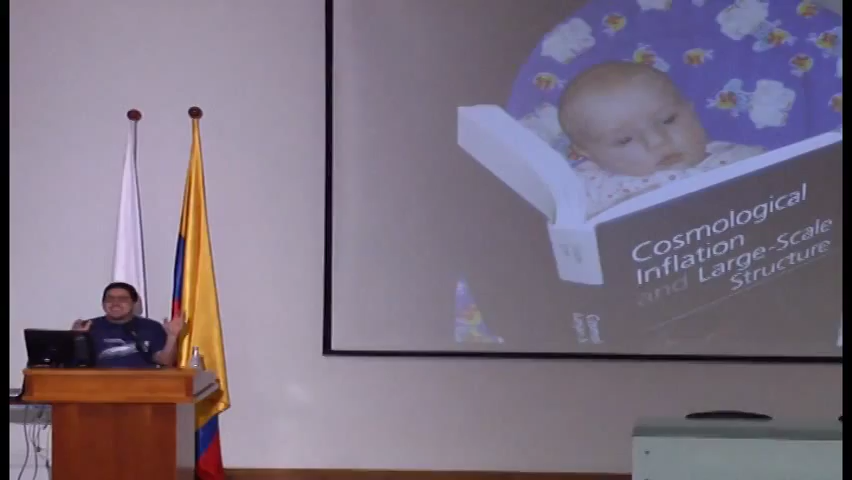 Cosmological
Inflation
and Large-Scale
Structure